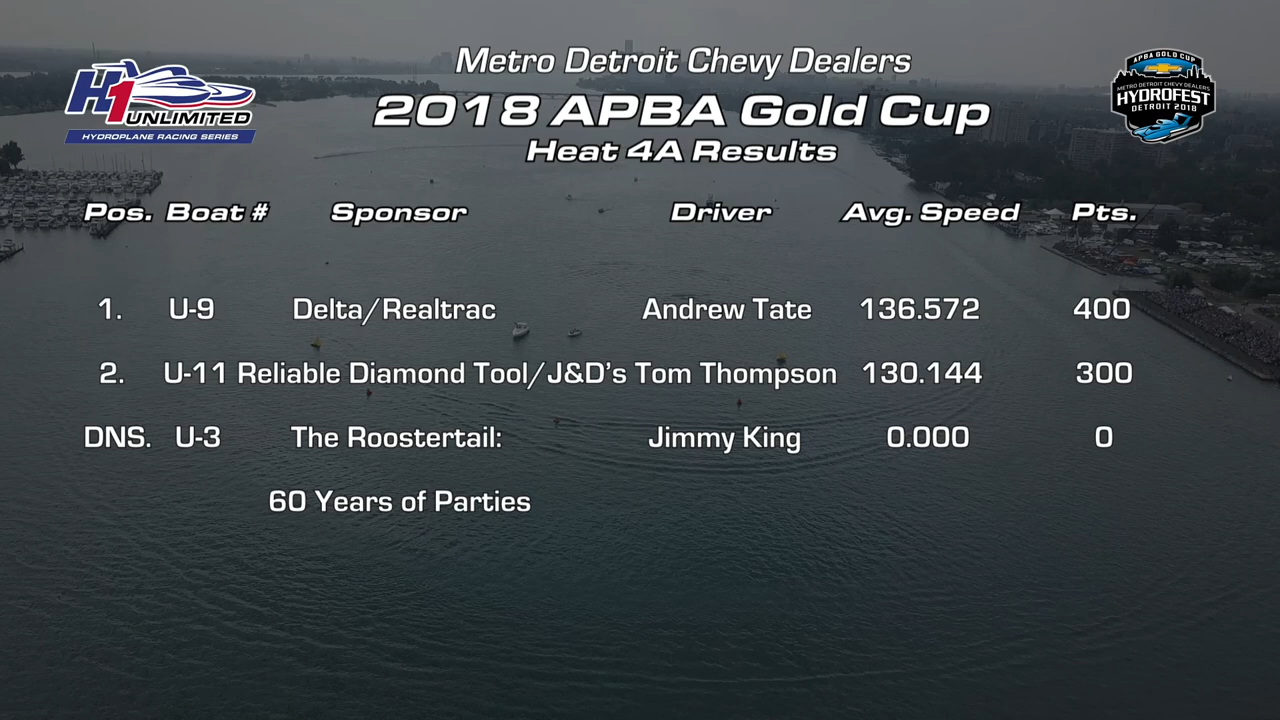 Metro Detroit Chevy Dealers
2018 APBA Gold Cup
Heat 4A Results
H1 UNLIMITED
HYDROPLANE RACING SERIES
APBA GOLD CUP
METRO DETROIT CHEVY DEALERS
HYDROFEST
DETROIT 2018
Pos. Boat # Sponsor Driver Avg. Speed Pts.
1. U-9 Delta/Realtrac Andrew Tate 136.572 400
2. U-11 Reliable Diamond Tool/J&D's Tom Thompson 130.144 300
DNS. U-3 The Roostertail: Jimmy King 0.000 0
60 Years of Parties